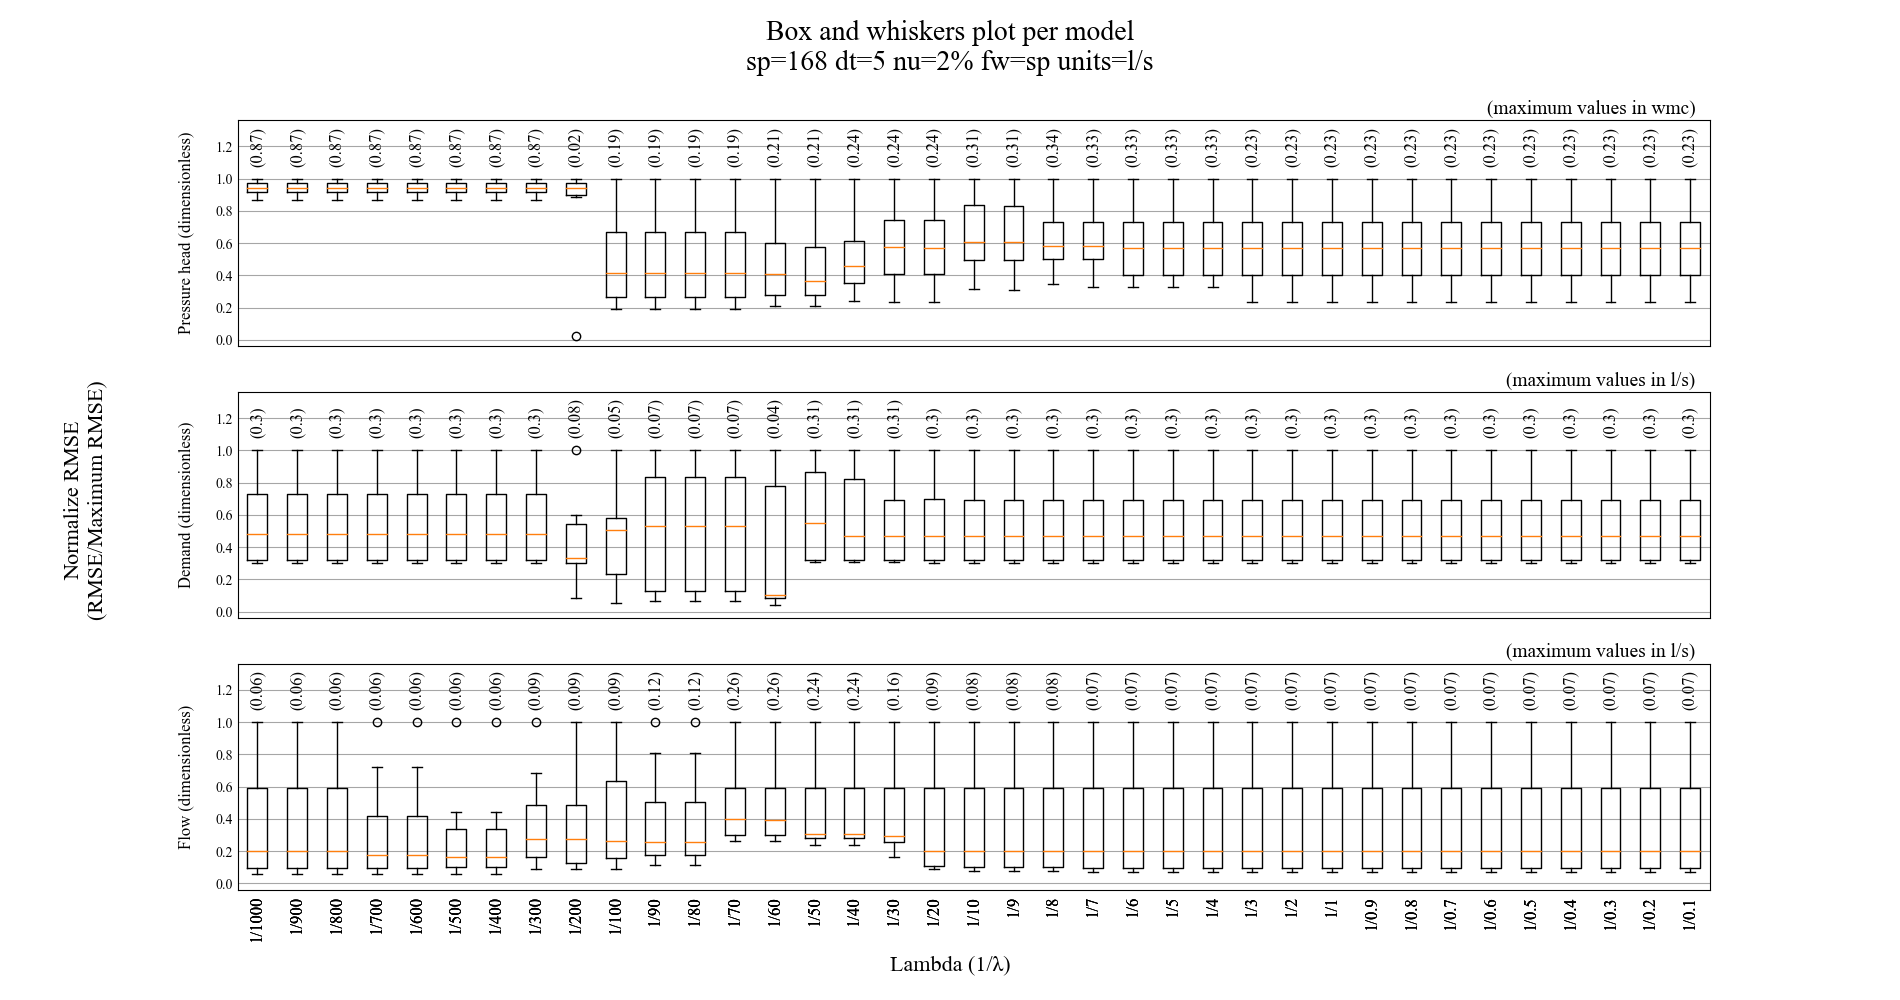 Box and whiskers plot per model
sp=168 dt=5 nu=2% fw=sp units=l/s
(maximum values in wmc)
(0.87) (0.87) (0.87) (0.87) (0.87) (0.87) (0.87) (0.87) (0.02) (0.19) (0.19) (0.19) (0.19) (0.21) (0.21) (0.24) (0.24) (0.24) (0.31) (0.31) (0.34) (0.33) (0.33) (0.33) (0.33) (0.23) (0.23) (0.23) (0.23) (0.23) (0.23) (0.23) (0.23) (0.23) (0.23) (0.23) (0.23)
Pressure head (dimensionless)
1.2
1.0
0.8
0.6
0.4
0.2
0.0
(maximum values in l/s)
(0.3) (0.3) (0.3) (0.3) (0.3) (0.3) (0.3) (0.3) (0.08) (0.05) (0.07) (0.07) (0.07) (0.04) (0.31) (0.31) (0.31) (0.3) (0.3) (0.3) (0.3) (0.3) (0.3) (0.3) (0.3) (0.3) (0.3) (0.3) (0.3) (0.3) (0.3) (0.3) (0.3) (0.3) (0.3) (0.3) (0.3)
Normalize RMSE
(RMSE/Maximum RMSE)
Demand (dimensionless)
1.2
1.0
0.8
0.6
0.4
0.2
0.0
(maximum values in l/s)
(0.06) (0.06) (0.06) (0.06) (0.06) (0.06) (0.06) (0.09) (0.09) (0.09) (0.12) (0.12) (0.26) (0.26) (0.24) (0.24) (0.16) (0.09) (0.08) (0.08) (0.08) (0.07) (0.07) (0.07) (0.07) (0.07) (0.07) (0.07) (0.07) (0.07) (0.07) (0.07) (0.07) (0.07) (0.07) (0.07) (0.07)
Flow (dimensionless)
1.2
1.0
0.8
0.6
0.4
0.2
0.0
1/1000 1/900 1/800 1/700 1/600 1/500 1/400 1/300 1/200 1/100 1/90 1/80 1/70 1/60 1/50 1/40 1/30 1/20 1/10 1/9 1/8 1/7 1/6 1/5 1/4 1/3 1/2 1/1 1/0.9 1/0.8 1/0.7 1/0.6 1/0.5 1/0.4 1/0.3 1/0.2 1/0.1
Lambda (1/λ)